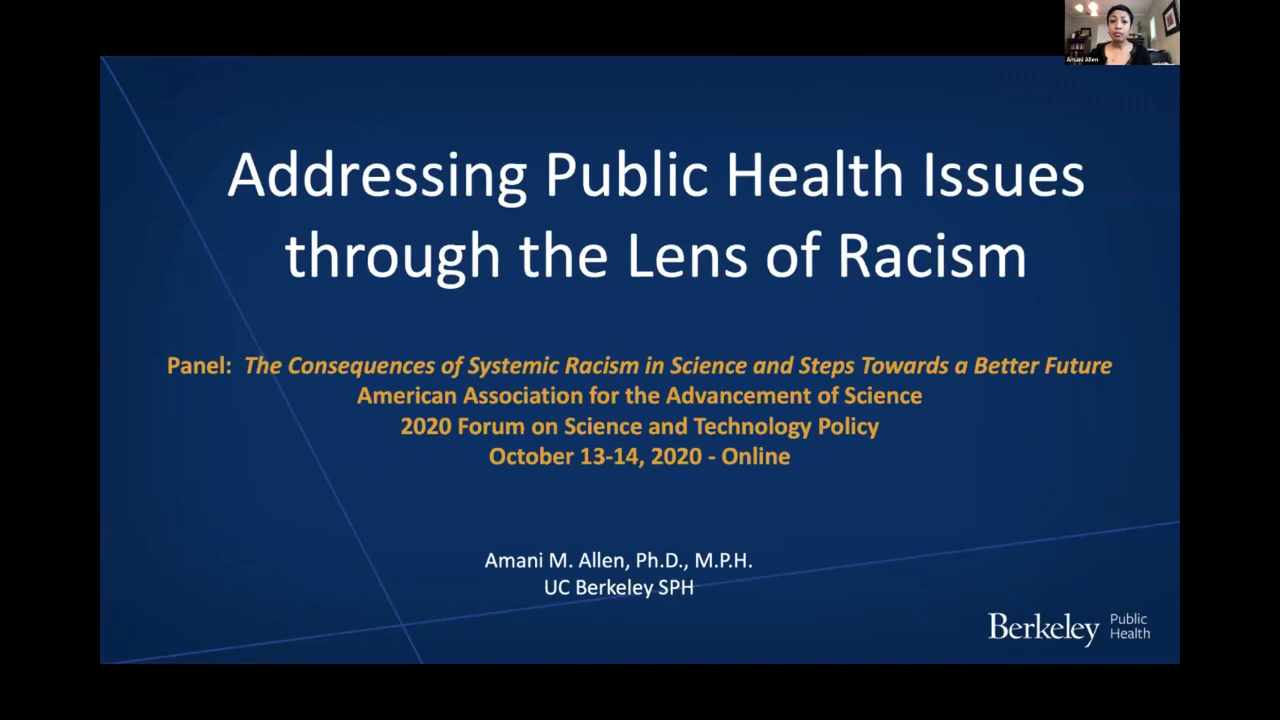 Amani Allen
Addressing Public Health Issues
through the Lens of Racism
Panel: The Consequences of Systemic Racism in Science and Steps Towards a Better Future
American Association for the Advancement of Science
2020 Forum on Science and Technology Policy
October 13-14, 2020 - Online
Amani M. Allen, Ph.D., M.P.H.
UC Berkeley SPH
Berkeley Public
Health